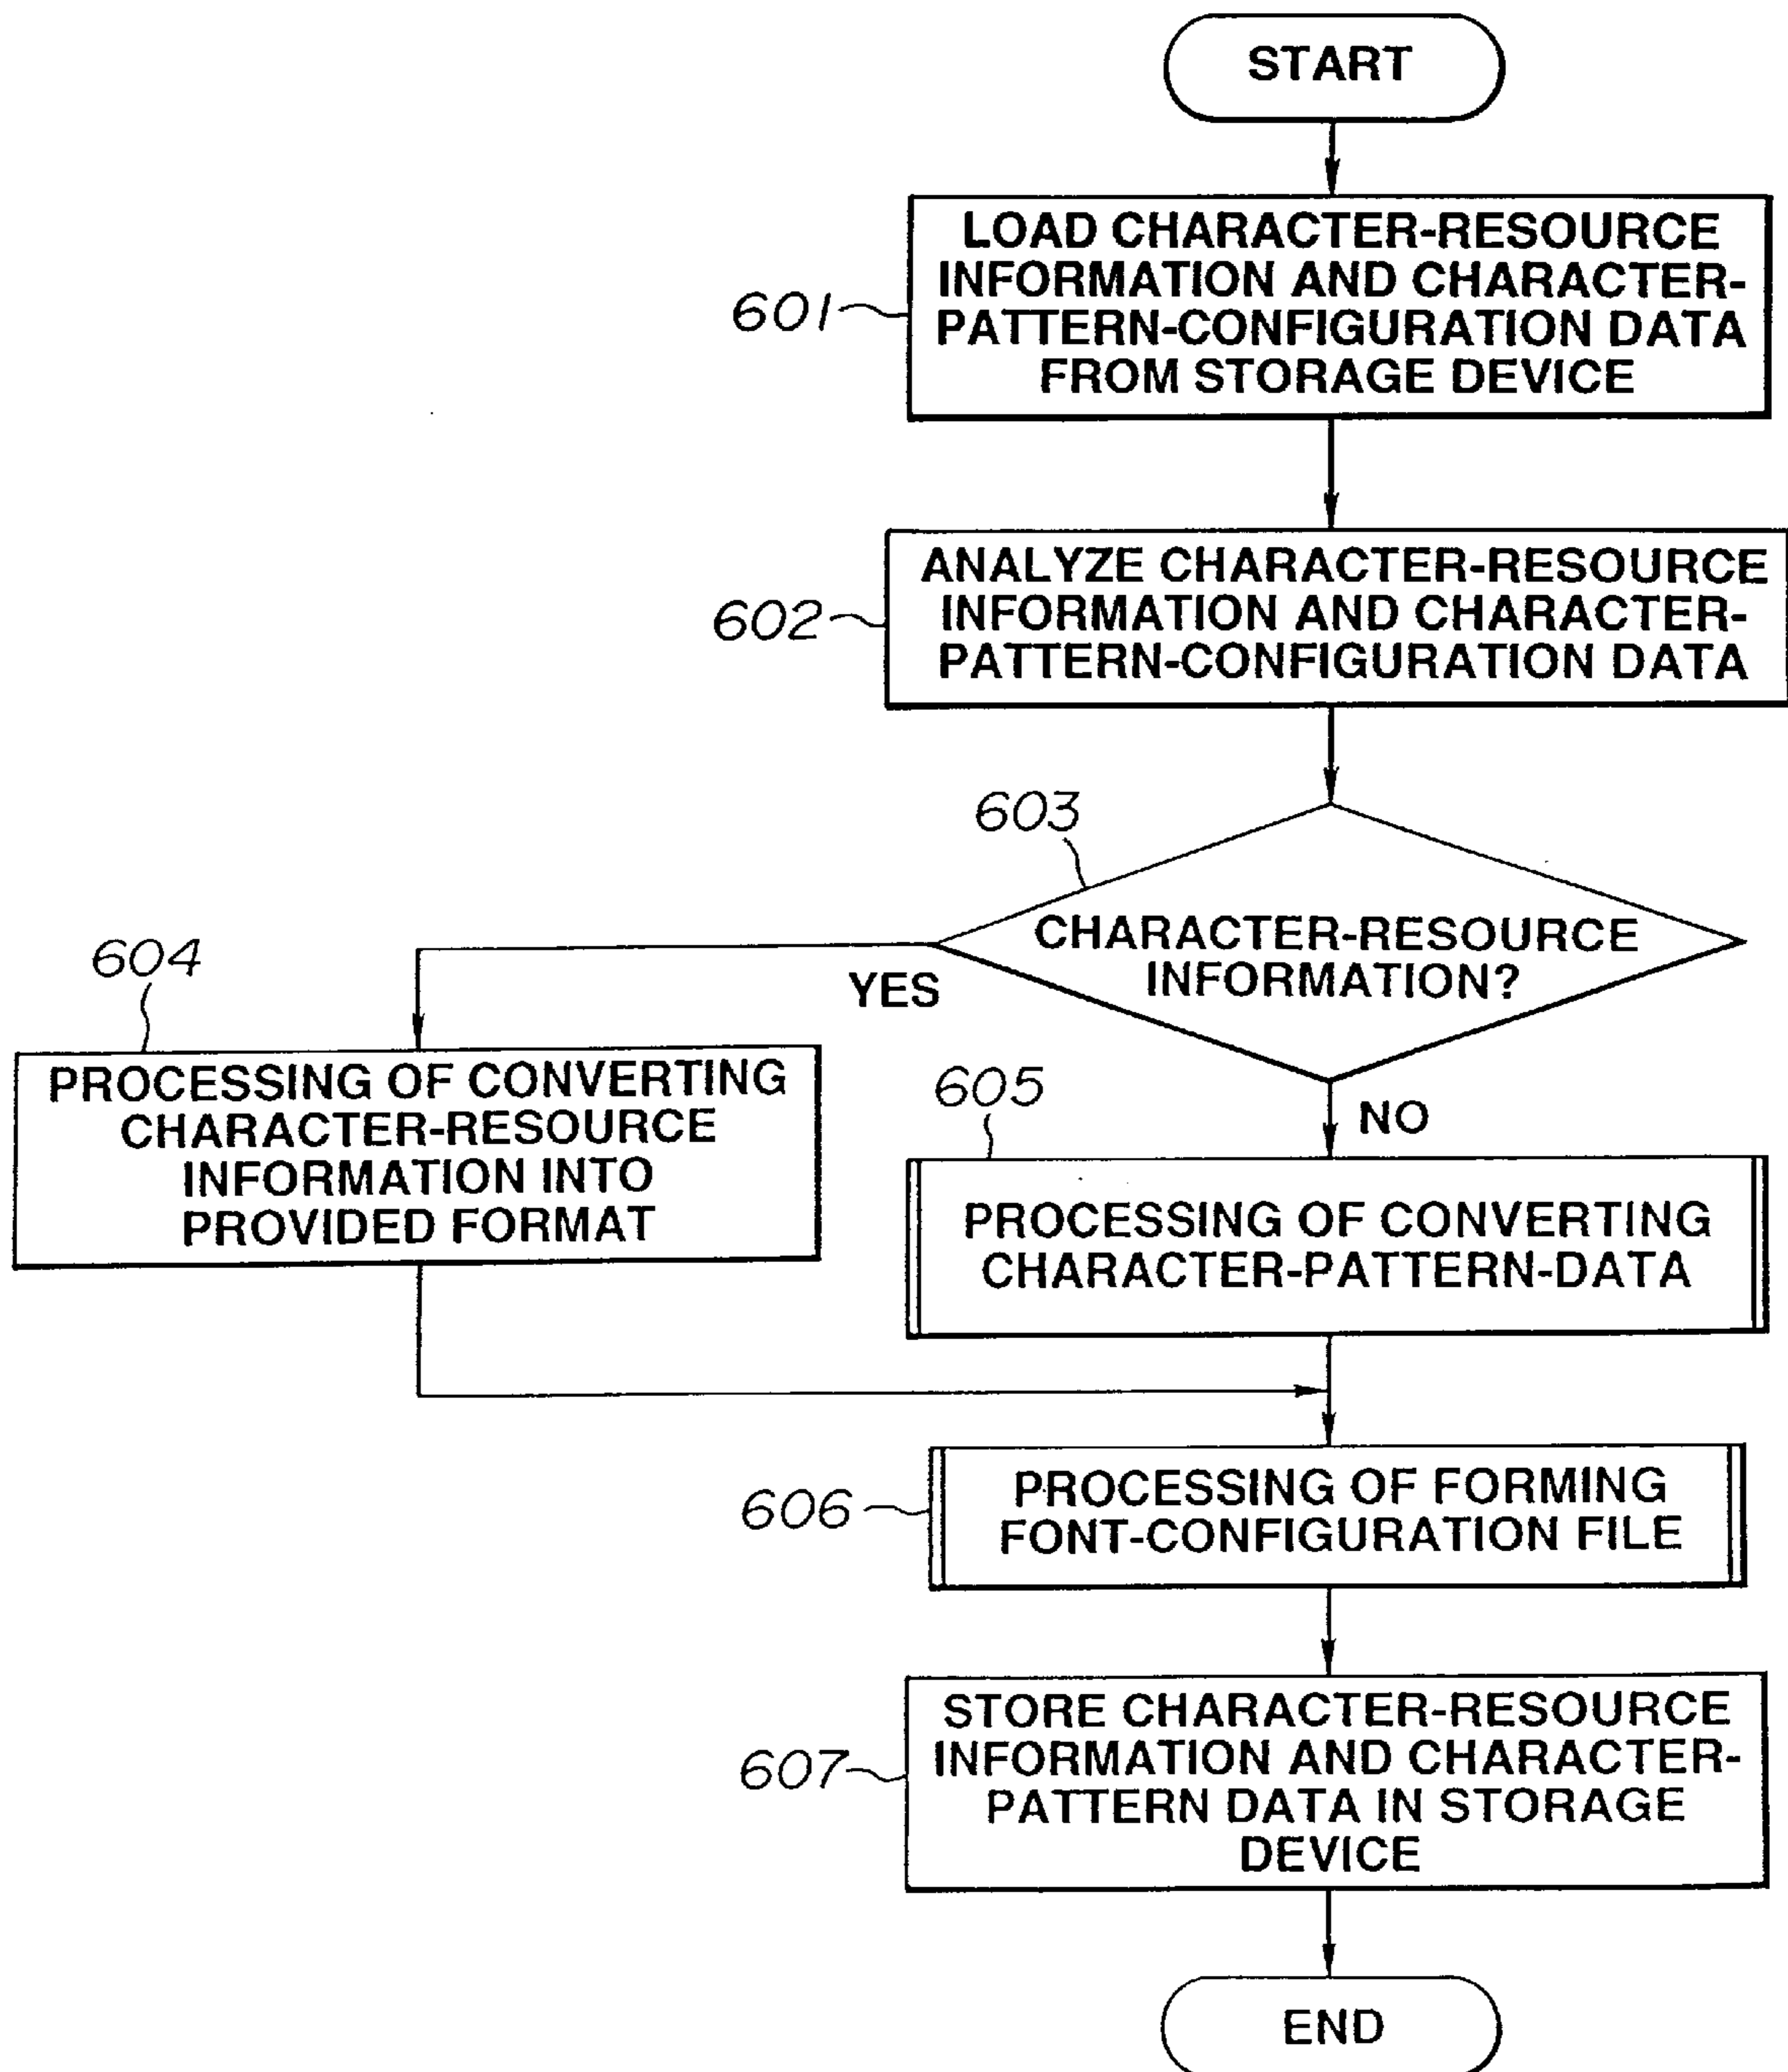 START
601
LOAD CHARACTER-RESOURCE
INFORMATION AND CHARACTER-
PATTERN-CONFIGURATION DATA
FROM STORAGE DEVICE
602
ANALYZE CHARACTER-RESOURCE
INFORMATION AND CHARACTER-
PATTERN-CONFIGURATION DATA
603
CHARACTER-RESOURCE
INFORMATION?
YES
NO
604
PROCESSING OF CONVERTING
CHARACTER-RESOURCE
INFORMATION INTO
PROVIDED FORMAT
605
PROCESSING OF CONVERTING
CHARACTER-PATTERN-DATA
606
PROCESSING OF FORMING
FONT-CONFIGURATION FILE
607
STORE CHARACTER-RESOURCE
INFORMATION AND CHARACTER-
PATTERN DATA IN STORAGE
DEVICE
END